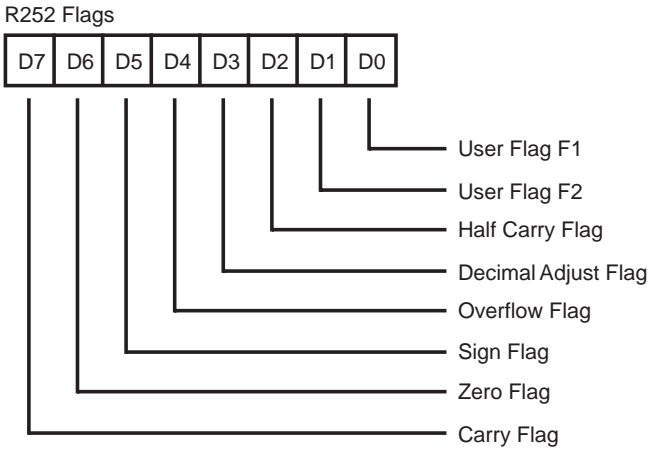 R252 Flags
D7 D6 D5 D4 D3 D2 D1 D0
User Flag F1
User Flag F2
Half Carry Flag
Decimal Adjust Flag
Overflow Flag
Sign Flag
Zero Flag
Carry Flag